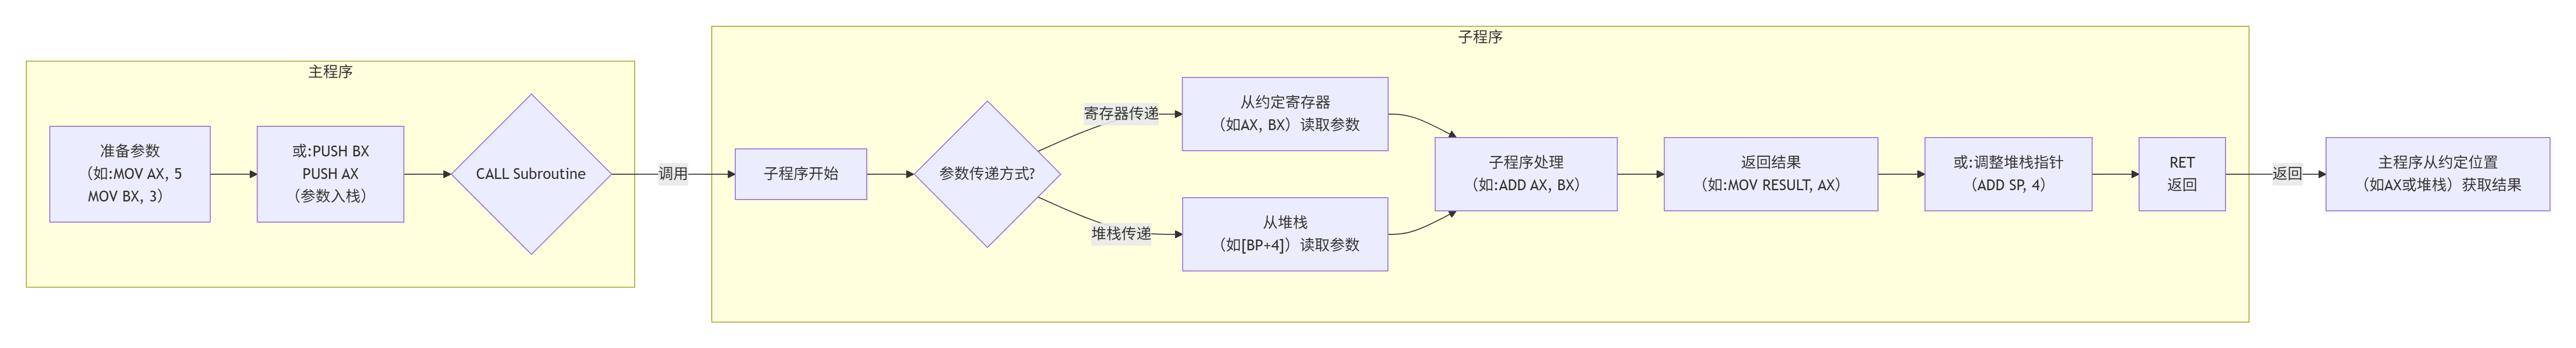 主程序
准备参数
（如:MOV AX, 5
MOV BX, 3）
或:PUSH BX
PUSH AX
（参数入栈）
CALL Subroutine
调用
子程序
子程序开始
参数传递方式?
寄存器传递
从约定寄存器
（如AX, BX）读取参数
堆栈传递
从堆栈
（如[BP+4]）读取参数
子程序处理
（如:ADD AX, BX）
返回结果
（如:MOV RESULT, AX）
或:调整堆栈指针
（ADD SP, 4）
RET
返回
返回
主程序从约定位置
（如AX或堆栈）获取结果